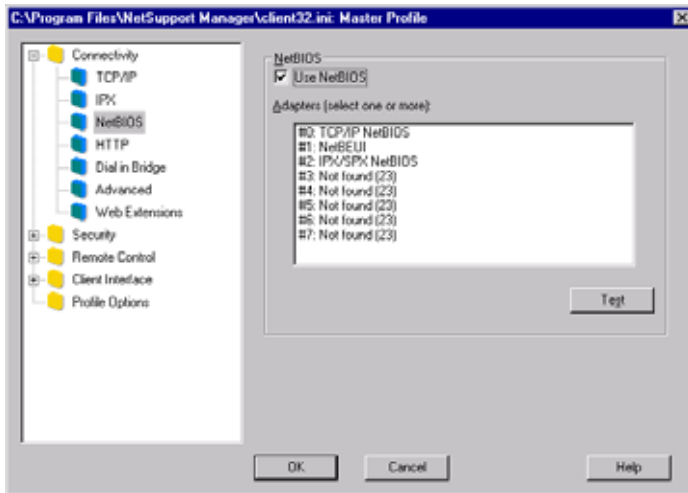 C:\Program Files\NetSupport Manager\client32.ini: Master Profile
Connectivity
TCP/IP
IPX
NetBIOS
HTTP
Dial in Bridge
Advanced
Web Extensions
Security
Remote Control
Client Interface
Profile Options
NetBIOS
Use NetBIOS
Adapters (select one or more):
#0: TCP/IP NetBIOS
#1: NetBEUI
#2: IPX/SPX NetBIOS
#3: Not found (23)
#4: Not found (23)
#5: Not found (23)
#6: Not found (23)
#7: Not found (23)
Test
OK
Cancel
Help